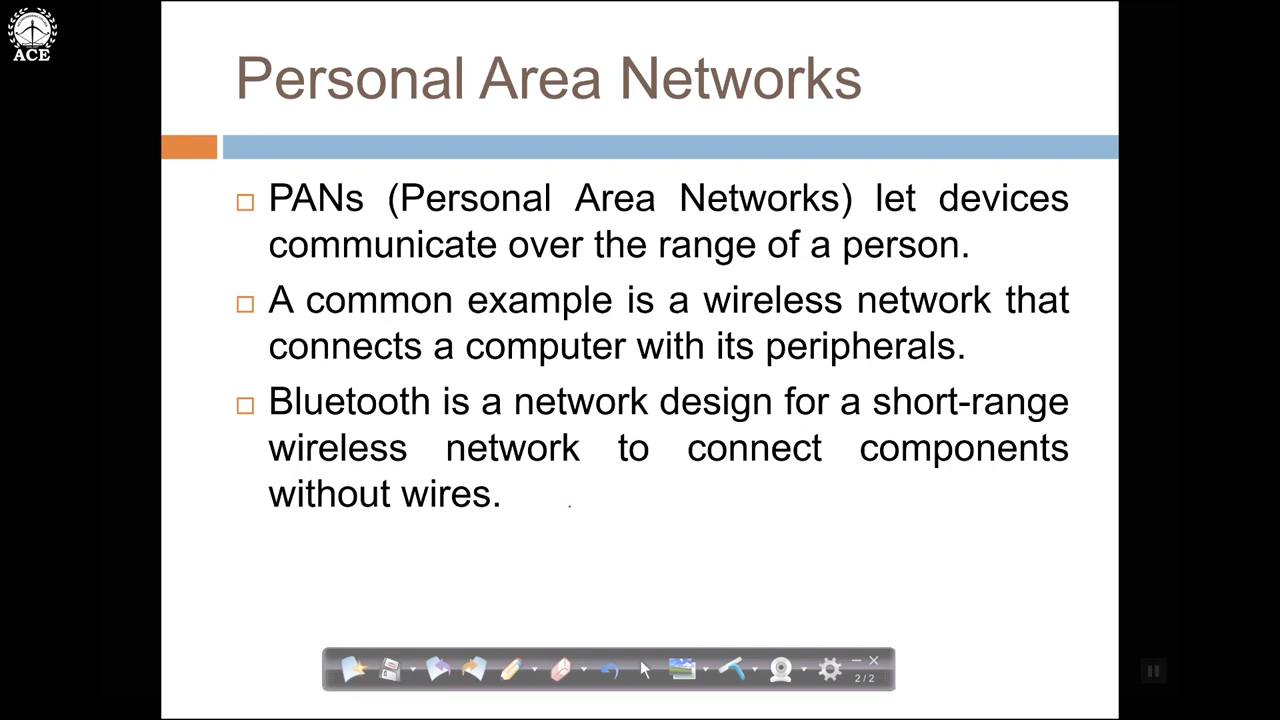 ACE
Personal Area Networks
PANs (Personal Area Networks) let devices
communicate over the range of a person.
A common example is a wireless network that
connects a computer with its peripherals.
Bluetooth is a network design for a short-range
wireless network to connect components
without wires.
2/2